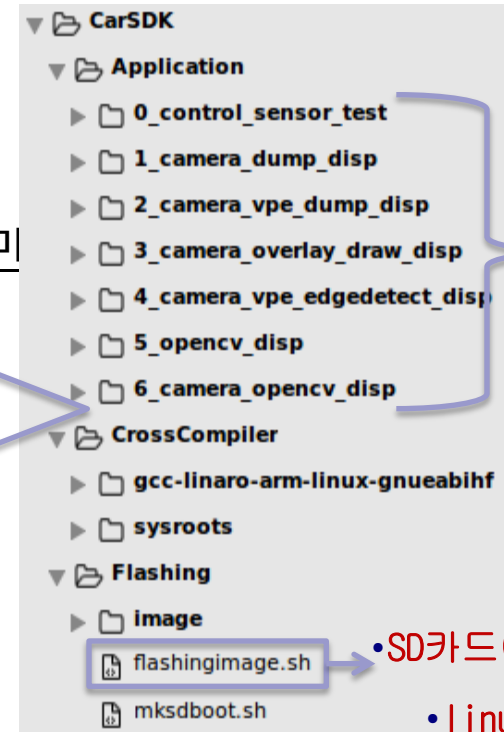 CarSDK
Application
0_control_sensor_test
1_camera_dump_disp
2_camera_vpe_dump_disp
3_camera_overlay_draw_disp
4_camera_vpe_edgedetect_disp
5_opencv_disp
6_camera_opencv_disp
CrossCompiler
gcc-linaro-arm-linux-gnueabihf
sysroots
Flashing
image
flashingimage.sh
•SD카드
mksdboot.sh